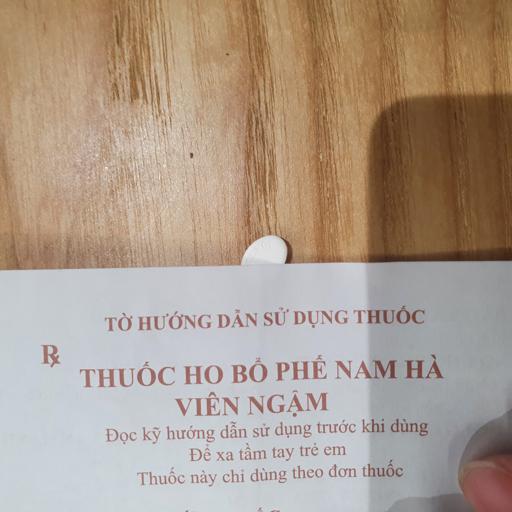 TỜ HƯỚNG DẪN SỬ DỤNG THUỐC
Rx
THUỐC HO BỔ PHẾ NAM HÀ
VIÊN NGẬM
Đọc kỹ hướng dẫn sử dụng trước khi dùng
Để xa tầm tay trẻ em
Thuốc này chỉ dùng theo đơn thuốc